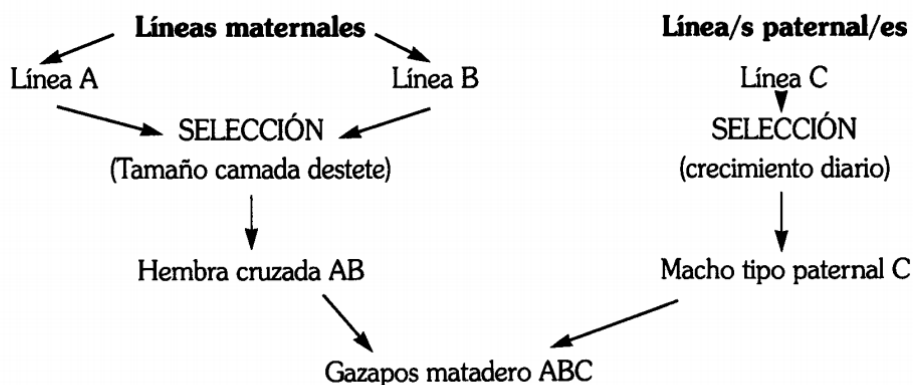 Líneas maternales
Línea/s paternal/es
Línea A
Línea B
Línea C
SELECCIÓN
SELECCIÓN
(Tamaño camada destete)
(crecimiento diario)
Hembra cruzada AB
Macho tipo paternal C
Gazapos matadero ABC